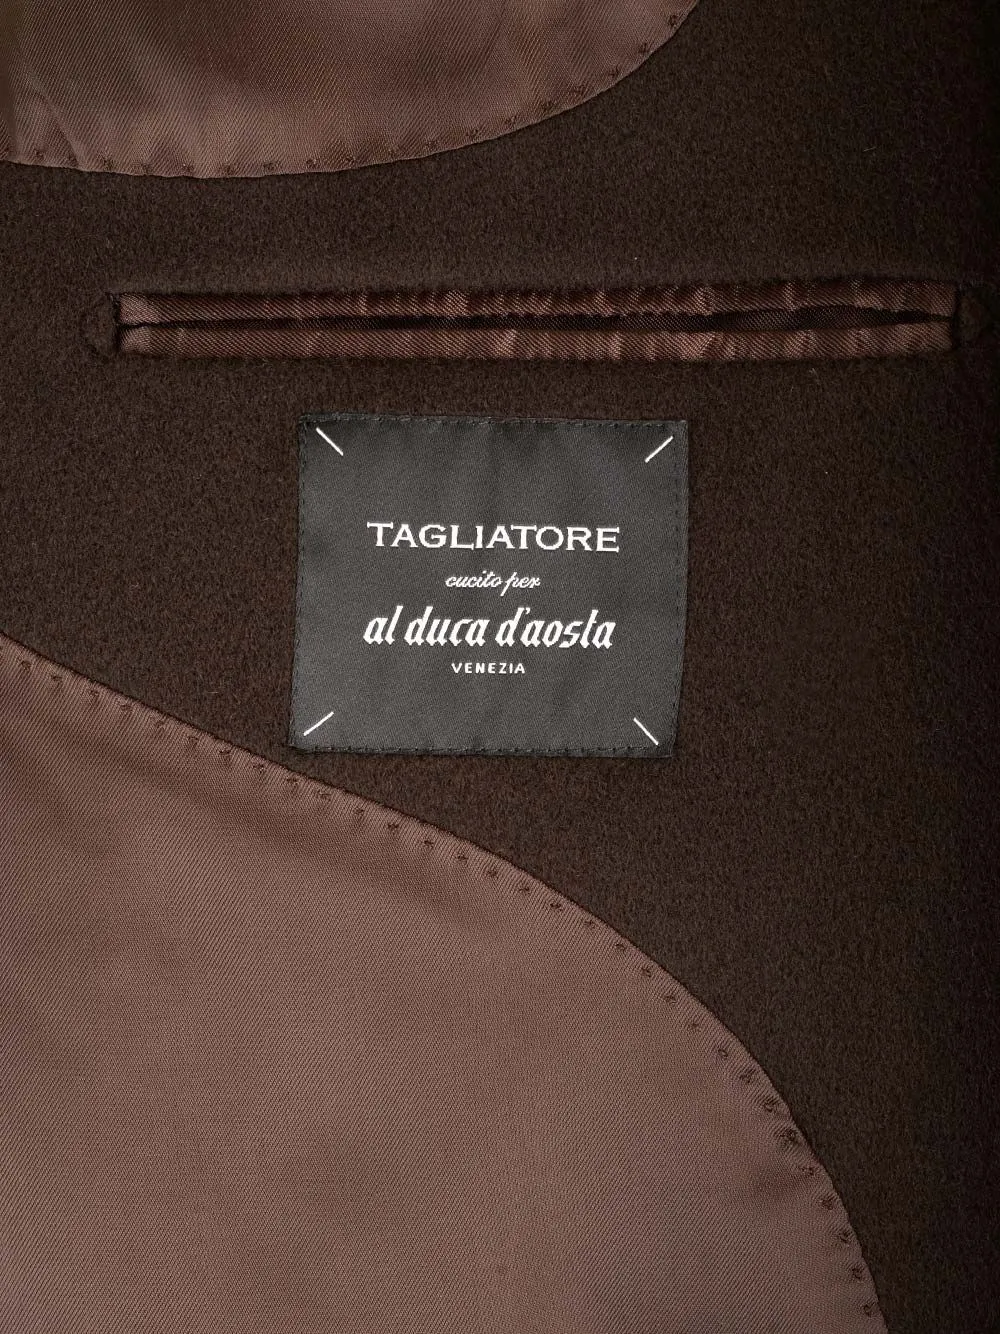 TAGLIATORE
cucito per
al duca d'aosta
VENEZIA